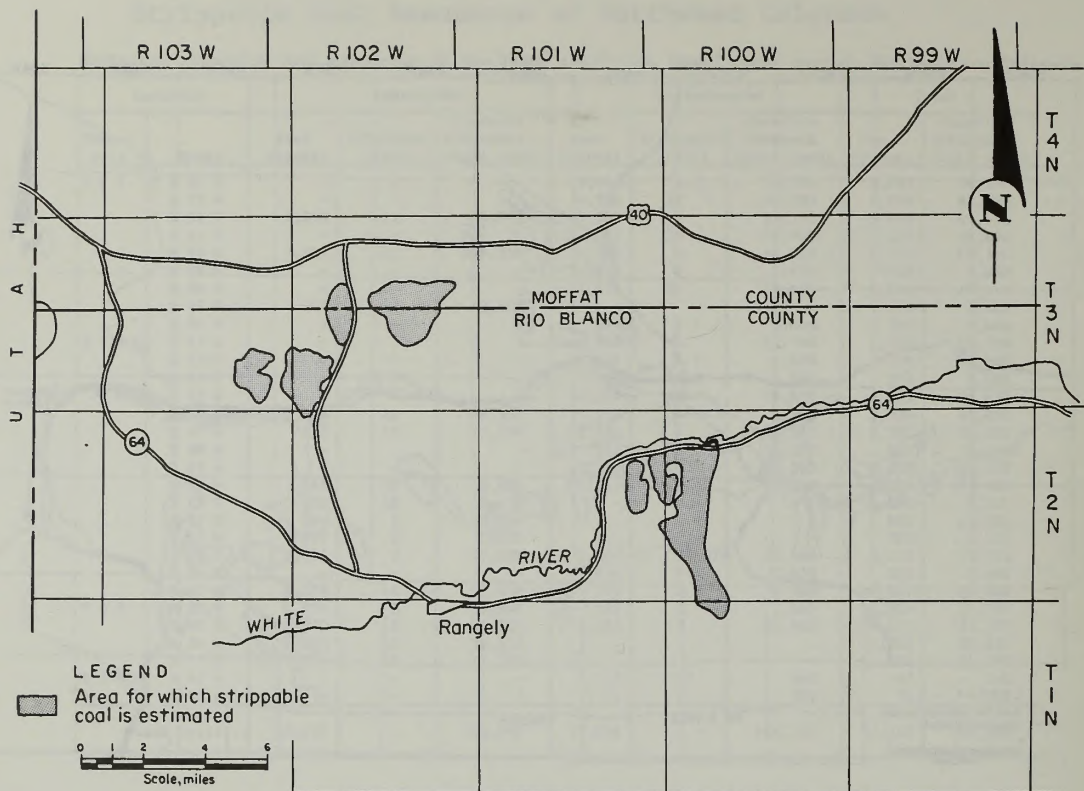 R 103 W
R 102 W
R 101 W
R 100 W
R 99 W
T 4 N
40
N
UTAH
MOFFAT COUNTY
RIO BLANCO COUNTY
T 3 N
64
64
T 2 N
RIVER
WHITE
Rangely
T 1 N
LEGEND
Area for which strippable
coal is estimated
0 1 2 4 6
Scale, miles